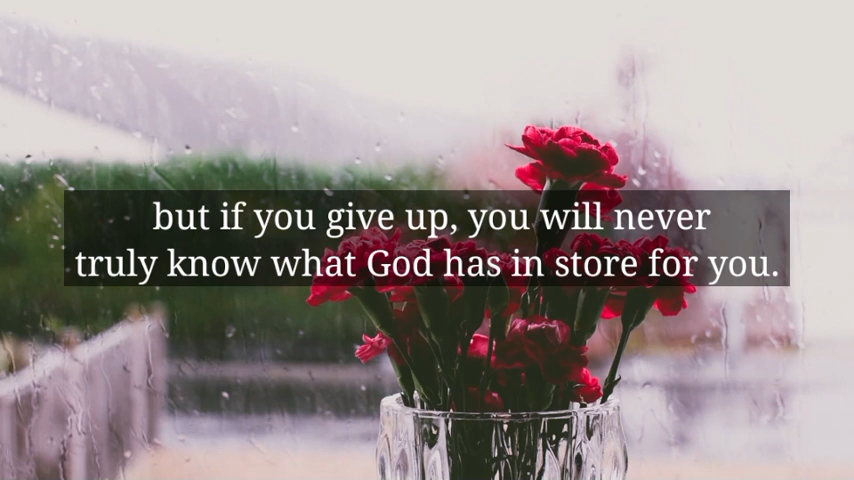 but if you give up, you will never
truly know what God has in store for you.